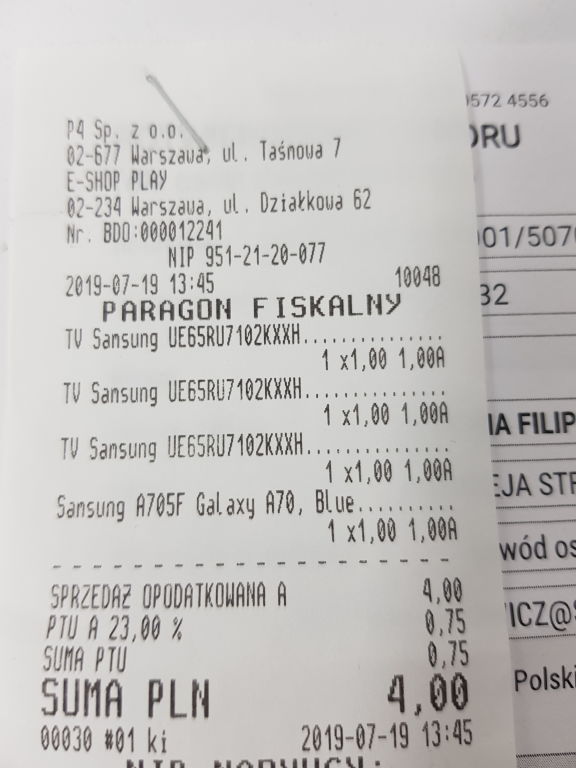 P4 Sp. z o.o.
02-677 Warszawa, ul. Taśmowa 7
E-SHOP PLAY
02-234 Warszawa, ul. Działkowa 62
Nr. BDO:000012241
NIP 951-21-20-077
2019-07-19 13:45 10048
PARAGON FISKALNY
TV Samsung UE65RU7102KXXH...............
1 x1,00 1,00A
TV Samsung UE65RU7102KXXH...............
1 x1,00 1,00A
TV Samsung UE65RU7102KXXH...............
1 x1,00 1,00A
Samsung A705F Galaxy A70, Blue..........
1 x1,00 1,00A
SPRZEDAŻ OPODATKOWANA A 4,00
PTU A 23,00 % 0,75
SUMA PTU 0,75
SUMA PLN 4,00
00030 #01 ki 2019-07-19 13:45
NIP NABYWCY:
0572 4556
ORU
001/507
32
IA FILIP
EJA STR
wód os
ICZ@
Polski